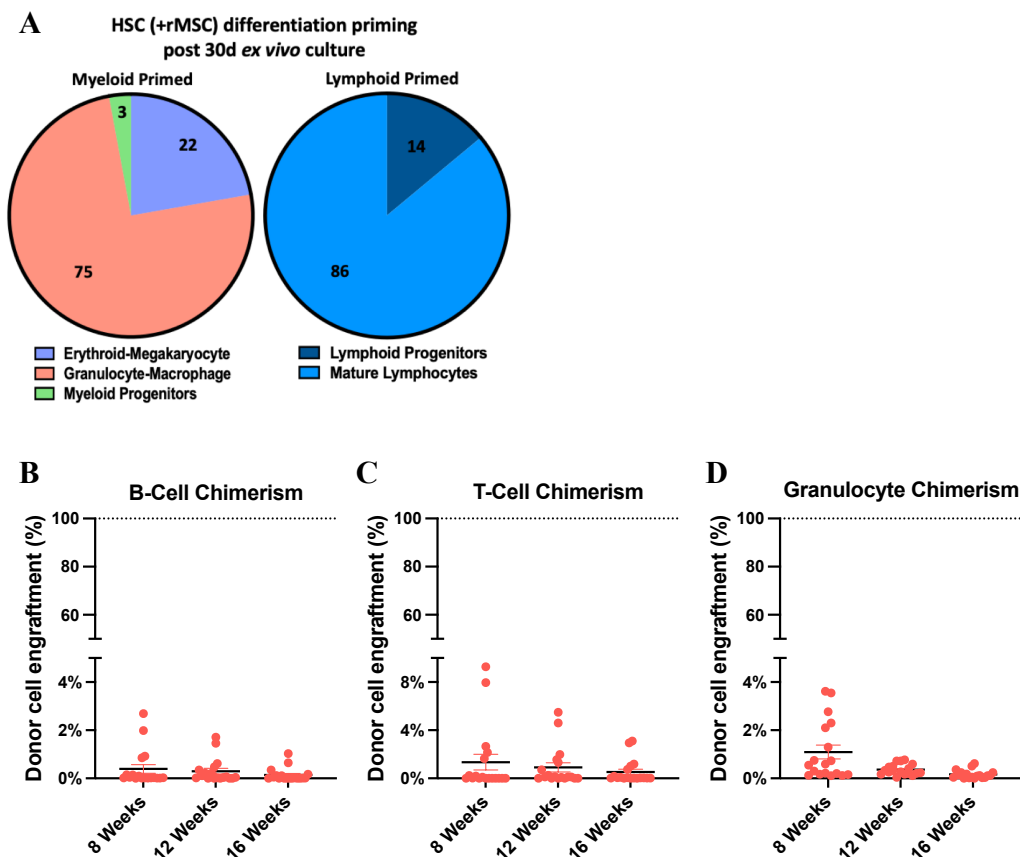 A
HSC (+rMSC) differentiation priming
post 30d ex vivo culture
Myeloid Primed
Lymphoid Primed
3
22
75
14
86
Erythroid-Megakaryocyte
Granulocyte-Macrophage
Myeloid Progenitors
Lymphoid Progenitors
Mature Lymphocytes
B
B-Cell Chimerism
Donor cell engraftment (%)
100
80
60
4%
2%
0%
8 Weeks
12 Weeks
16 Weeks
C
T-Cell Chimerism
Donor cell engraftment (%)
100
80
60
8%
4%
0%
8 Weeks
12 Weeks
16 Weeks
D
Granulocyte Chimerism
Donor cell engraftment (%)
100
80
60
4%
2%
0%
8 Weeks
12 Weeks
16 Weeks